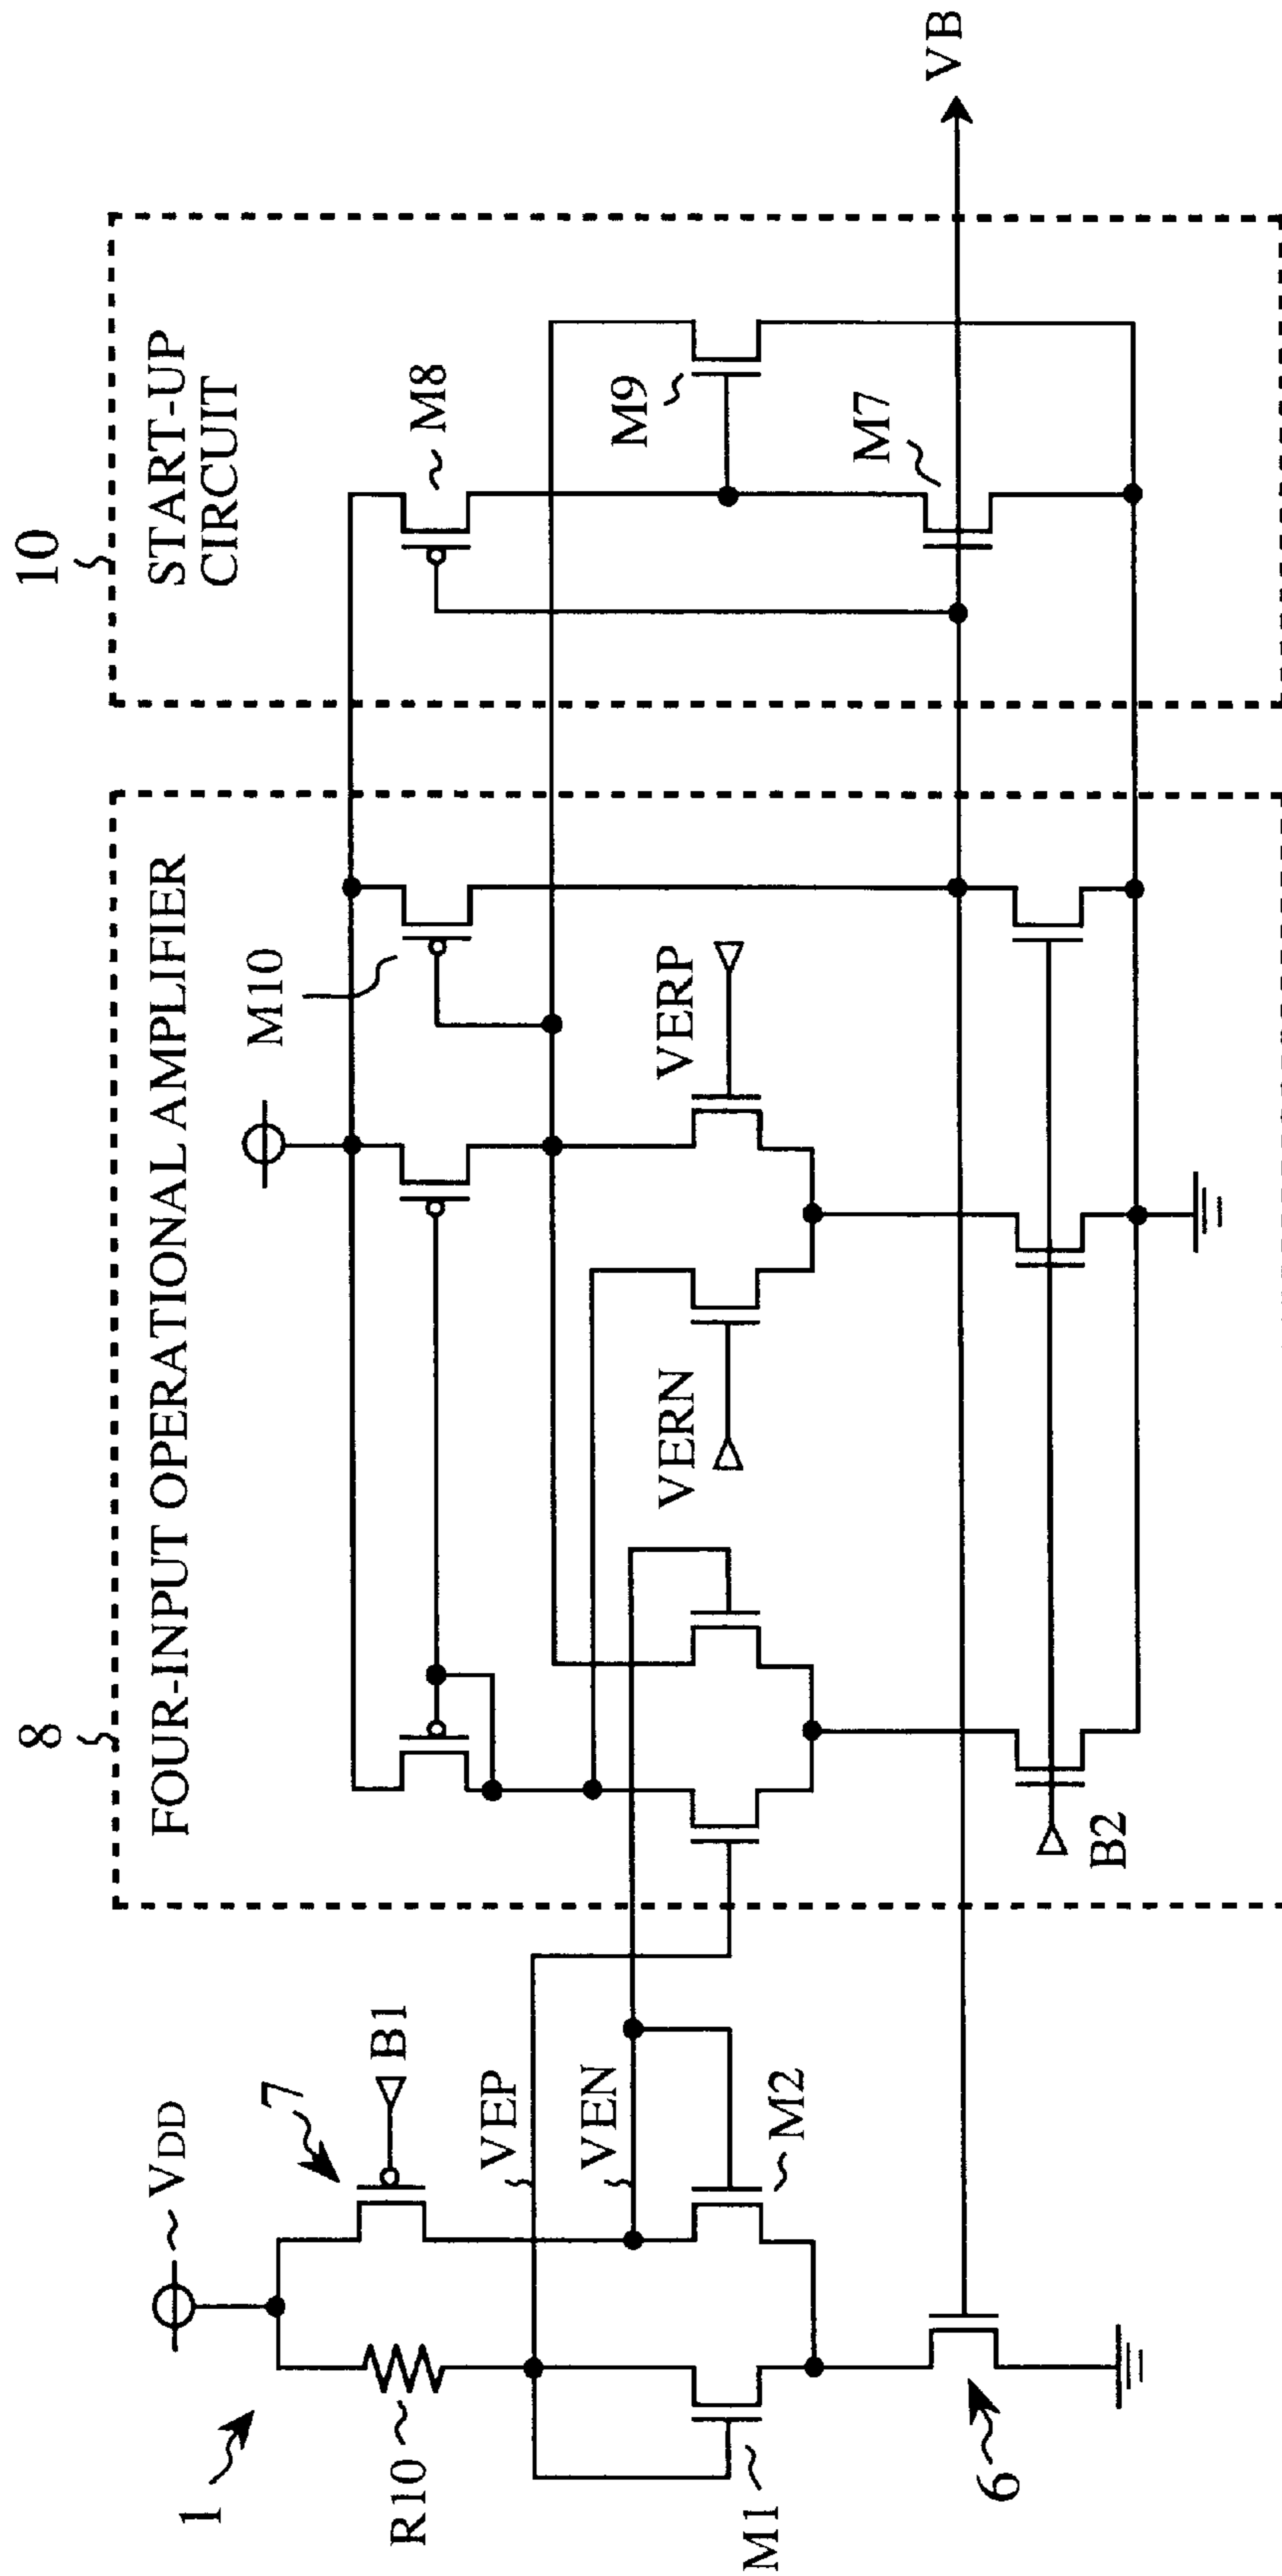 8
FOUR-INPUT OPERATIONAL AMPLIFIER
10
START-UP
CIRCUIT
1
VDD
7
B1
R10
VEP
VEN
M1
M2
6
M10
VERN
VERP
B2
M8
M9
M7
VB